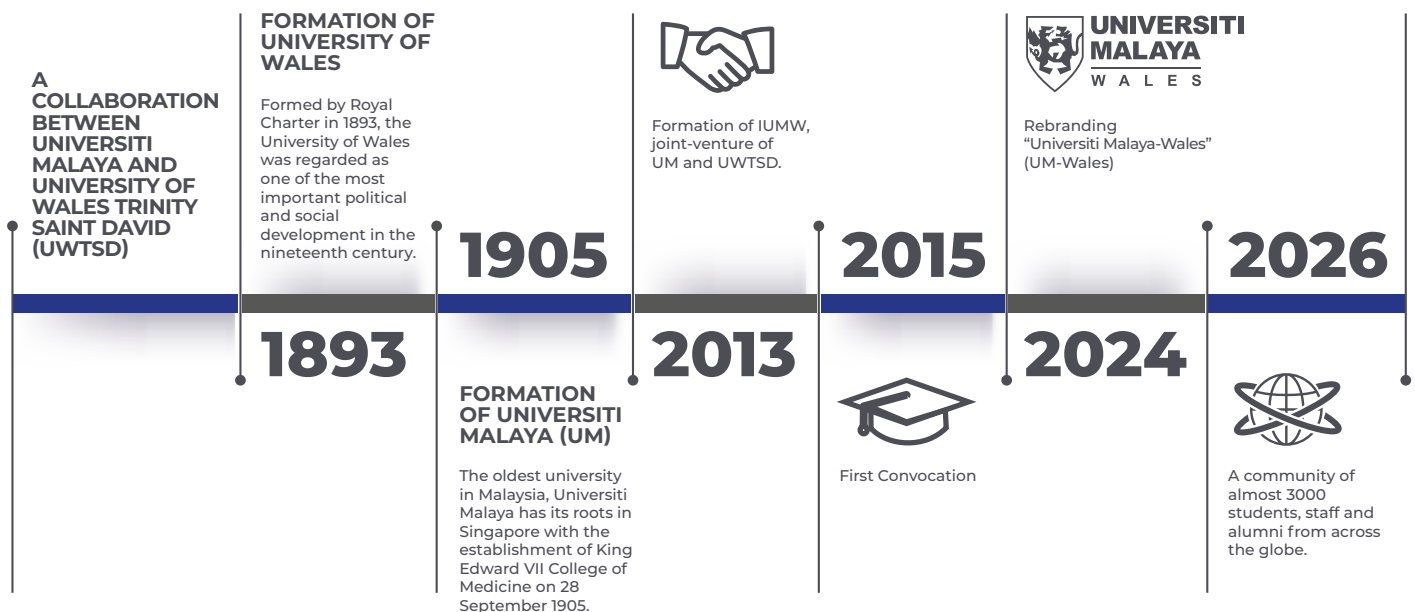 A
COLLABORATION
BETWEEN
UNIVERSITI
MALAYA AND
UNIVERSITY OF
WALES TRINITY
SAINT DAVID
(UWTSD)
FORMATION OF
UNIVERSITY OF
WALES
Formed by Royal
Charter in 1893, the
University of Wales
was regarded as
one of the most
important political
and social
development in the
nineteenth century.
1893
1905
FORMATION
OF UNIVERSITI
MALAYA (UM)
The oldest university
in Malaysia, Universiti
Malaya has its roots in
Singapore with the
establishment of King
Edward VII College of
Medicine on 28
September 1905.
Formation of IUMW,
joint-venture of
UM and UWTSD.
2013
2015
First Convocation
UNIVERSITI
MALAYA
WALES
Rebranding
“Universiti Malaya-Wales”
(UM-Wales)
2024
2026
A community of
almost 3000
students, staff and
alumni from across
the globe.